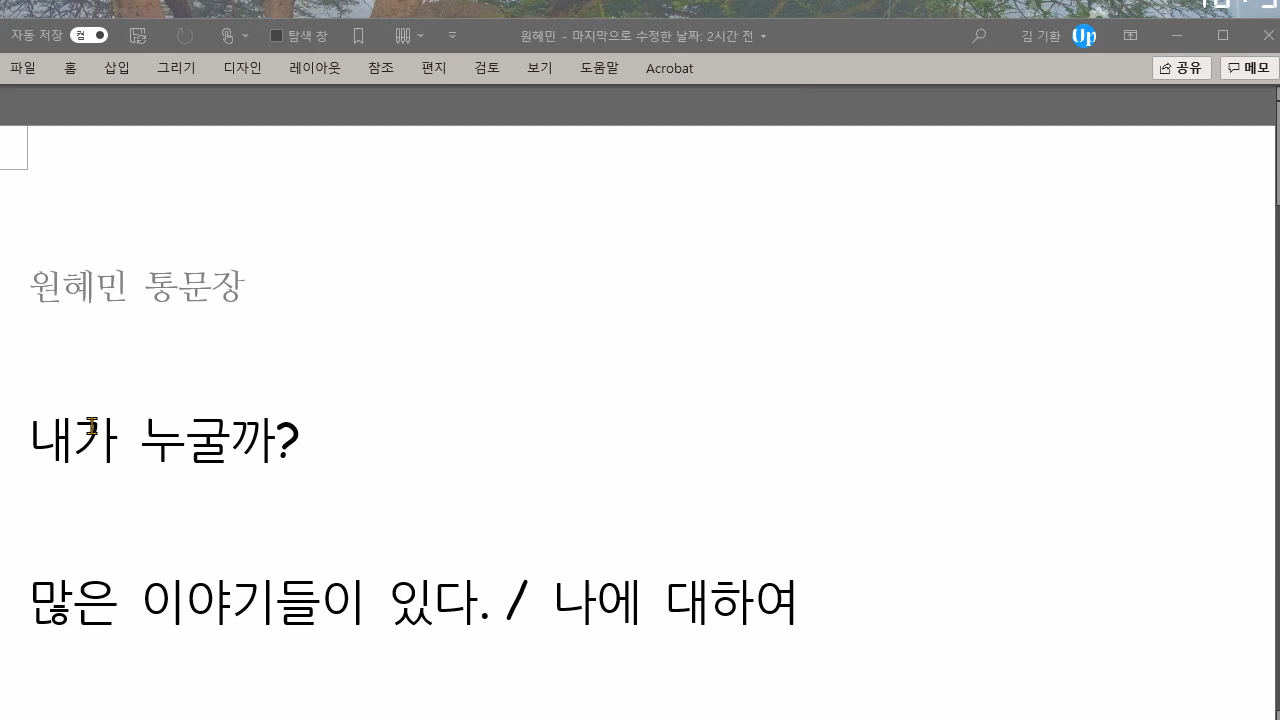 자동 저장 컴 탐색 창 원혜민 - 마지막으로 수정한 날짜: 2시간 전 김 기환 Up
파일 홈 삽입 그리기 디자인 레이아웃 참조 편지 검토 보기 도움말 Acrobat 공유 메모
원혜민 통문장
내가 누굴까?
많은 이야기들이 있다. / 나에 대하여